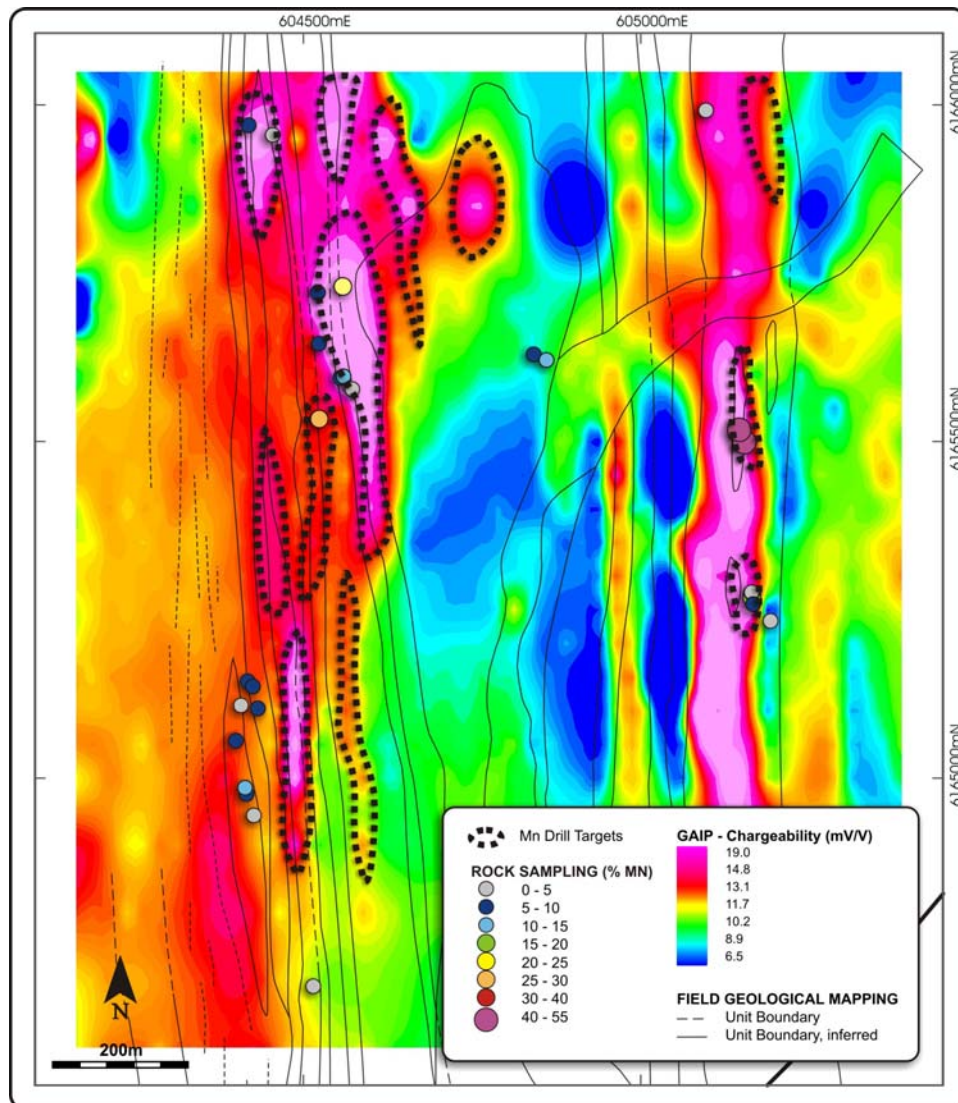 604500mE
605000mE
6166000mN
6165500mN
6165000mN
Mn Drill Targets
ROCK SAMPLING (% MN)
0 - 5
5 - 10
10 - 15
15 - 20
20 - 25
25 - 30
30 - 40
40 - 55
GAIP - Chargeability (mV/V)
19.0
14.8
13.1
11.7
10.2
8.9
6.5
FIELD GEOLOGICAL MAPPING
Unit Boundary
Unit Boundary, inferred
N
200m